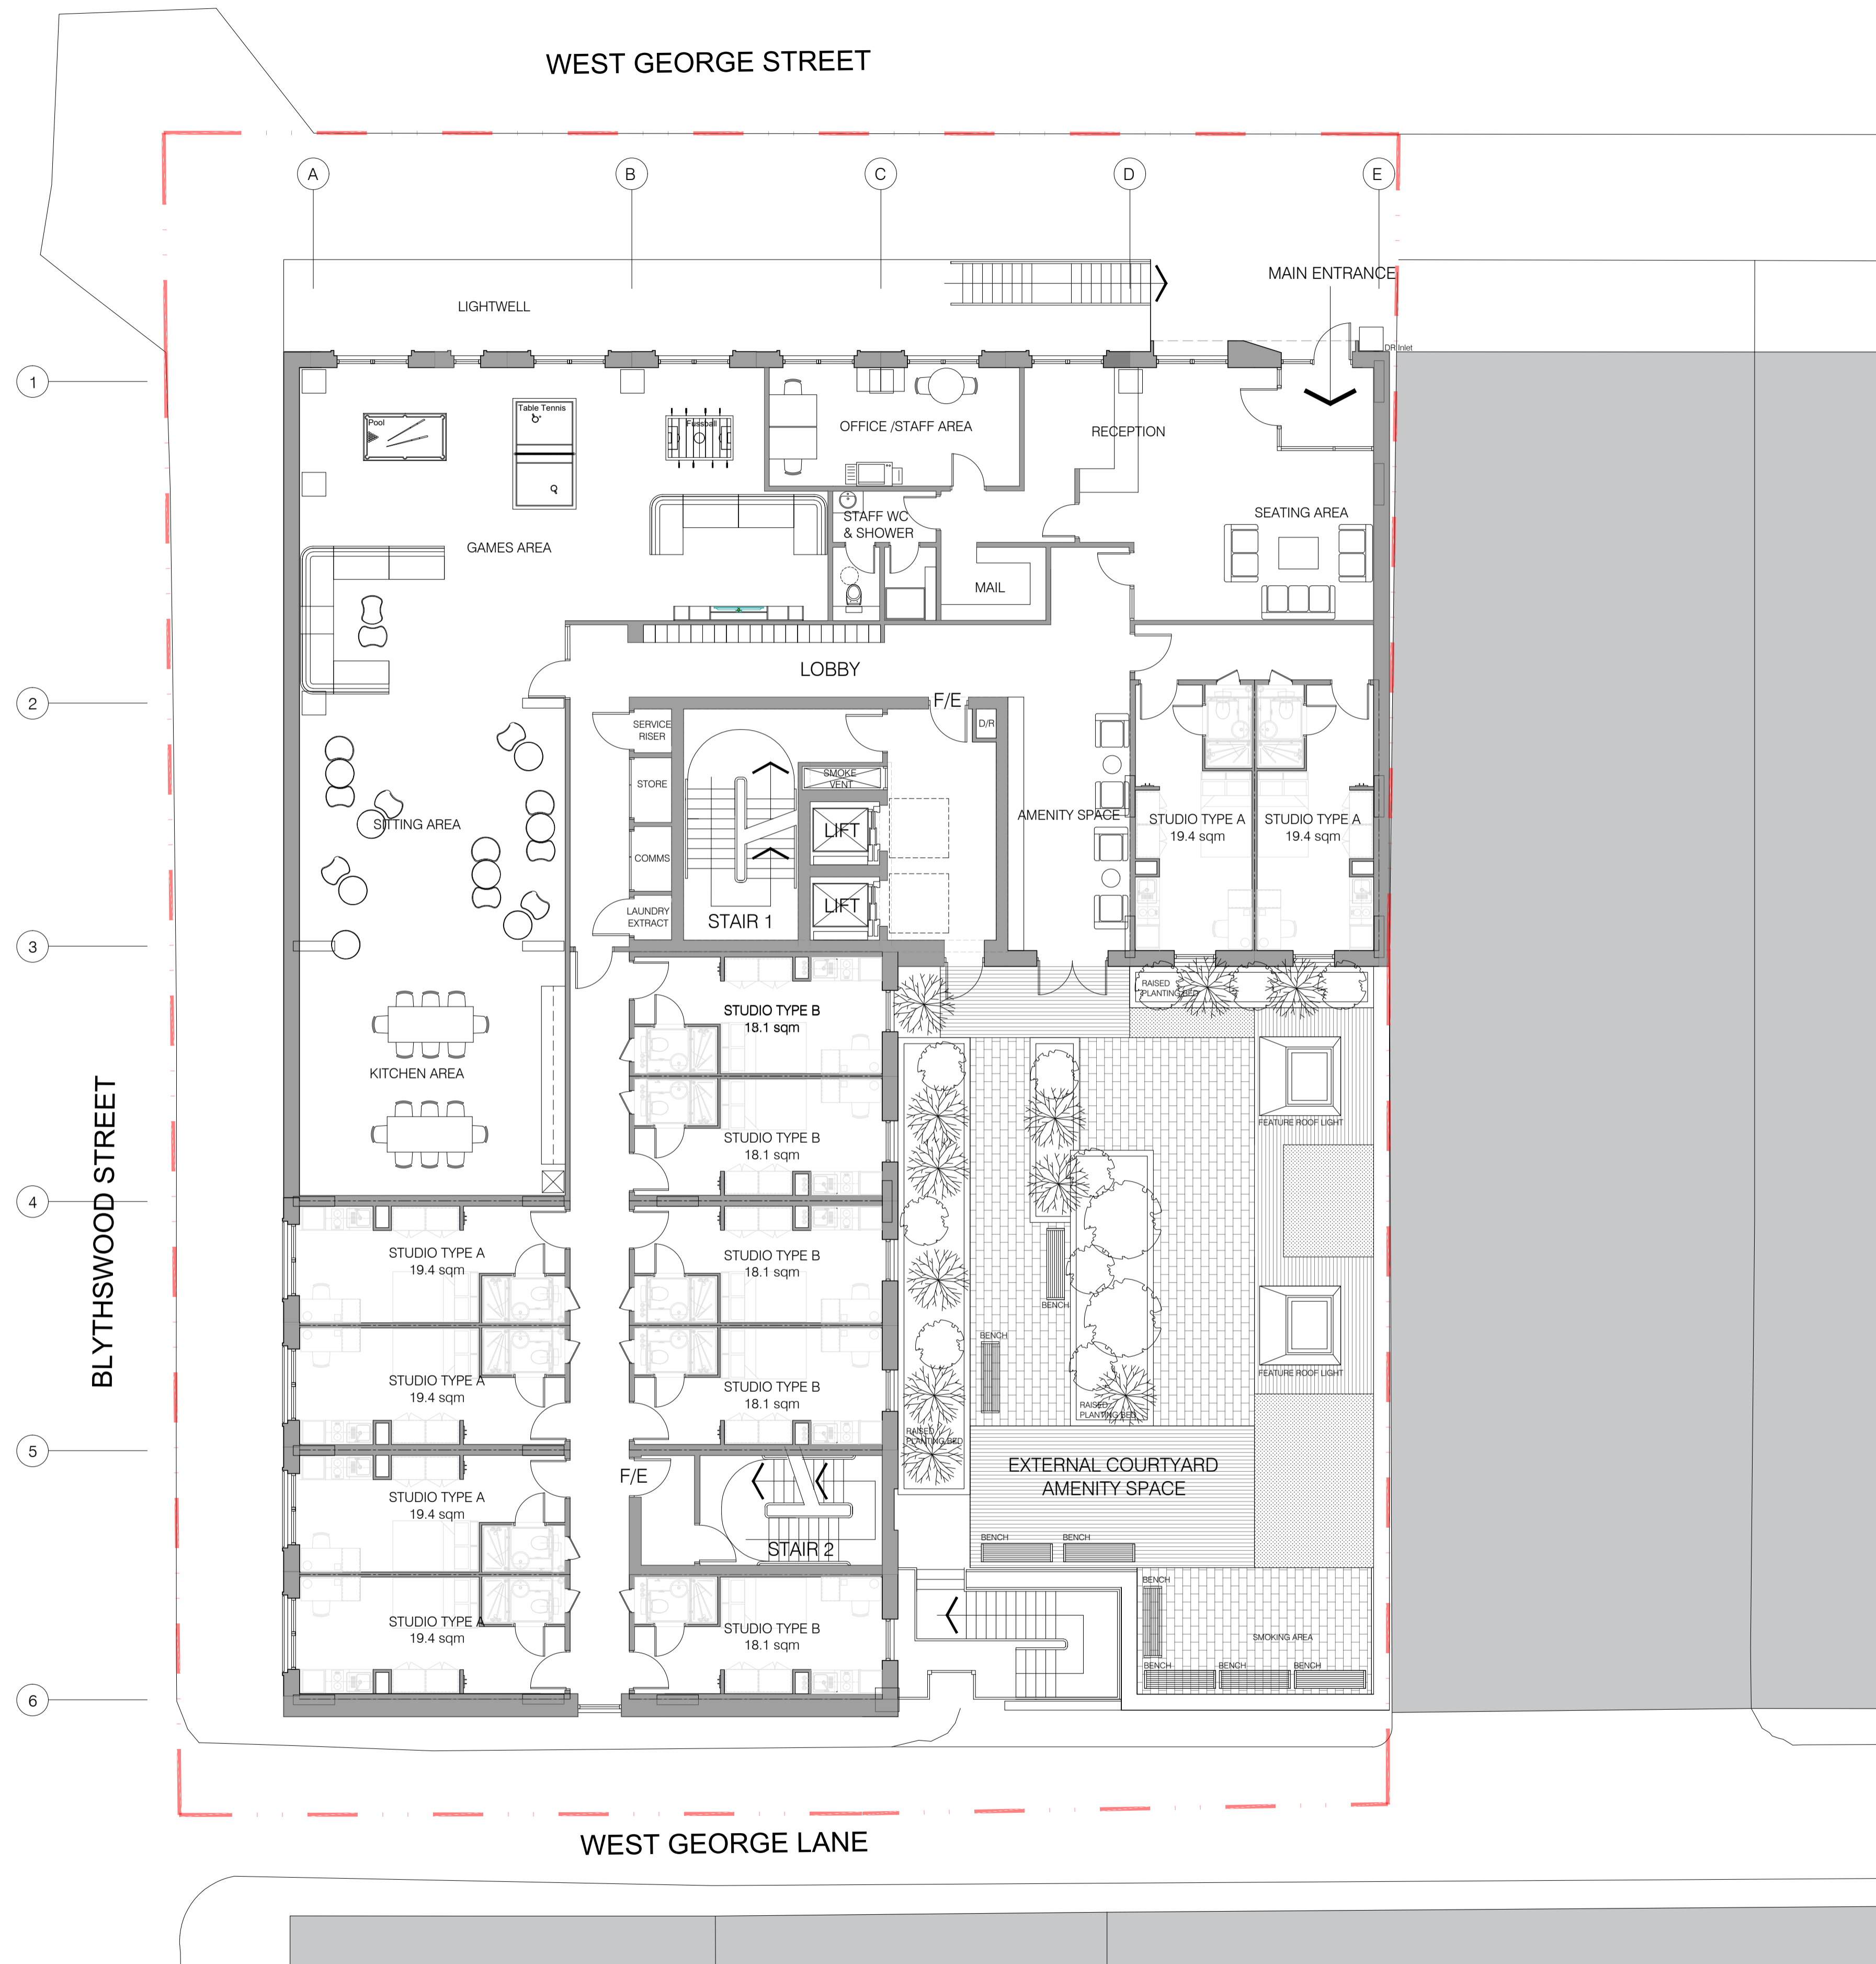 WEST GEORGE STREET
A
B
C
D
E
MAIN ENTRANCE
LIGHTWELL
DR Inlet
1
Pool
Table Tennis
Fussball
OFFICE /STAFF AREA
RECEPTION
SEATING AREA
STAFF WC
& SHOWER
GAMES AREA
MAIL
LOBBY
2
F/E
SERVICE
RISER
D/R
SMOKE
VENT
STORE
SITTING AREA
LIFT
AMENITY SPACE
STUDIO TYPE A
19.4 sqm
STUDIO TYPE A
19.4 sqm
COMMS
LIFT
LAUNDRY
EXTRACT
STAIR 1
3
RAISED
PLANTING BED
STUDIO TYPE B
18.1 sqm
KITCHEN AREA
FEATURE ROOF LIGHT
STUDIO TYPE B
18.1 sqm
BLYTHSWOOD STREET
4
STUDIO TYPE A
19.4 sqm
STUDIO TYPE B
18.1 sqm
BENCH
BENCH
FEATURE ROOF LIGHT
STUDIO TYPE A
19.4 sqm
STUDIO TYPE B
18.1 sqm
RAISED
PLANTING BED
RAISED
PLANTING BED
5
F/E
EXTERNAL COURTYARD
AMENITY SPACE
STUDIO TYPE A
19.4 sqm
STAIR 2
BENCH
BENCH
BENCH
STUDIO TYPE A
19.4 sqm
STUDIO TYPE B
18.1 sqm
SMOKING AREA
BENCH
BENCH
BENCH
6
WEST GEORGE LANE